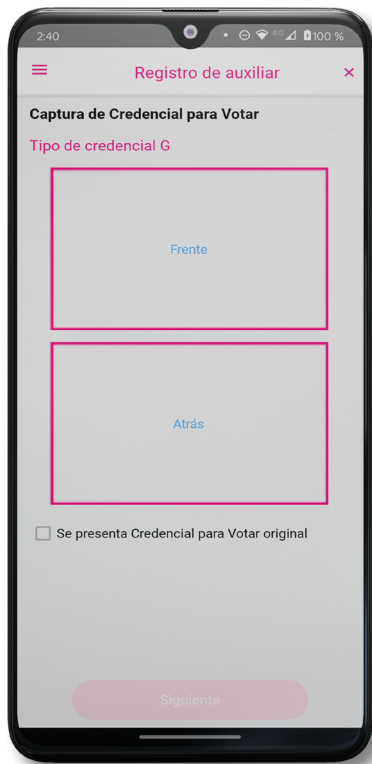 2:40
4G 100 %
Registro de auxiliar
Captura de Credencial para Votar
Tipo de credencial G
Frente
Atrás
Se presenta Credencial para Votar original
Siguiente